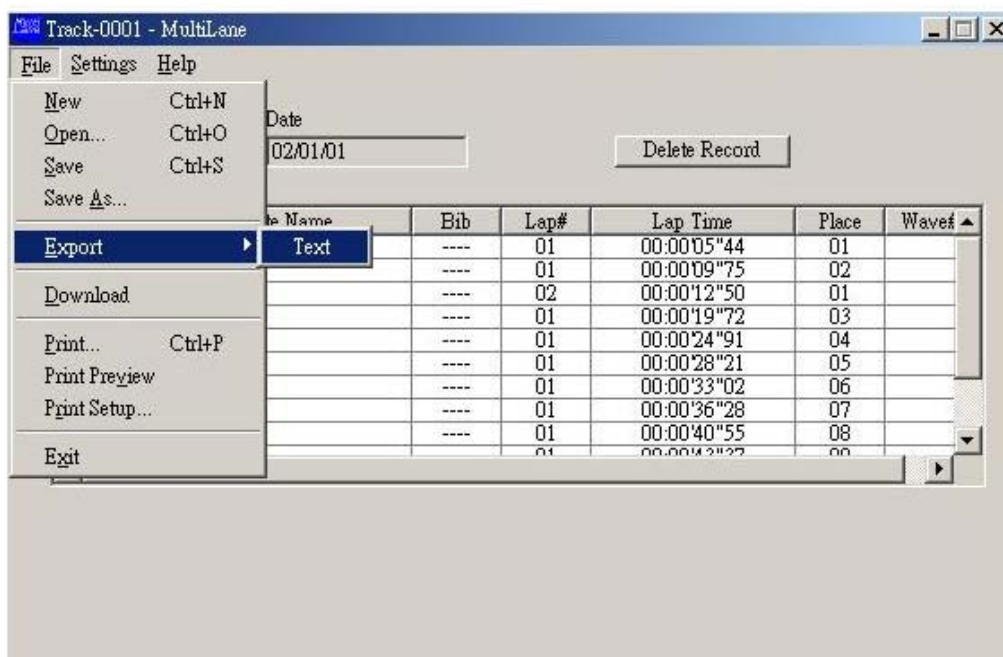 Track-0001 - MultiLane
File Settings Help
New Ctrl+N
Open... Ctrl+O
Save Ctrl+S
Save As...
Export
Text
Download
Print... Ctrl+P
Print Preview
Print Setup...
Exit
Date
02/01/01
Delete Record
Name Bib Lap# Lap Time Place Wave#
---- 01 00:00'05"44 01
---- 01 00:00'09"75 02
---- 02 00:00'12"50 01
---- 01 00:00'19"72 03
---- 01 00:00'24"91 04
---- 01 00:00'28"21 05
---- 01 00:00'33"02 06
---- 01 00:00'36"28 07
---- 01 00:00'40"55 08